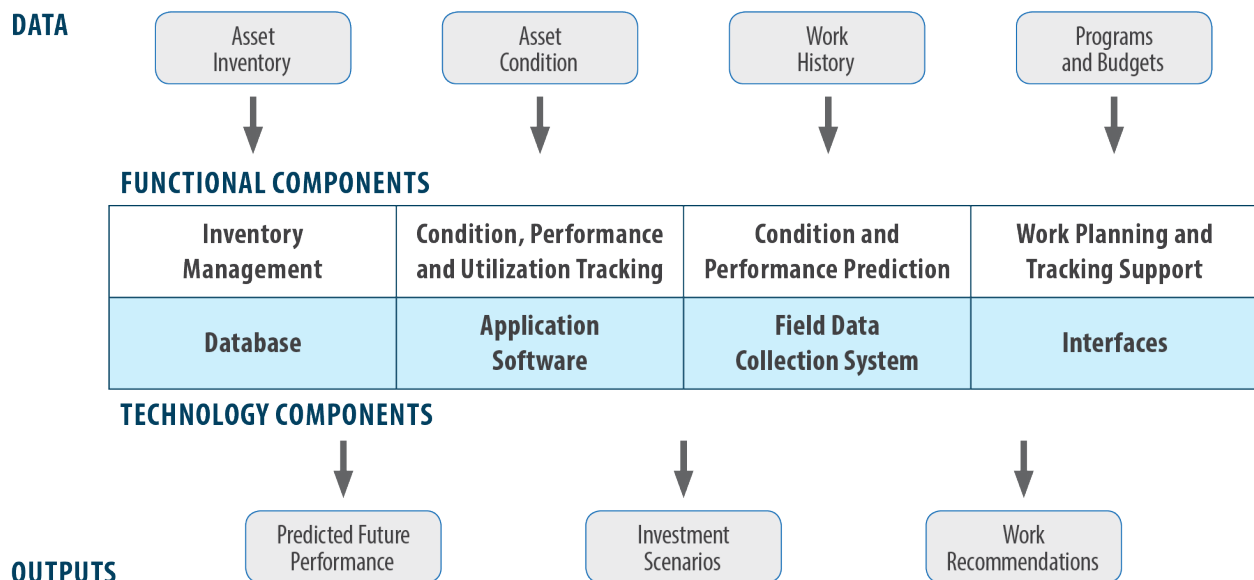 DATA
Asset
Inventory
Asset
Condition
Work
History
Programs
and Budgets
FUNCTIONAL COMPONENTS
Inventory
Management
Condition, Performance
and Utilization Tracking
Condition and
Performance Prediction
Work Planning and
Tracking Support
Database
Application
Software
Field Data
Collection System
Interfaces
TECHNOLOGY COMPONENTS
Predicted Future
Performance
Investment
Scenarios
Work
Recommendations
OUTPUTS